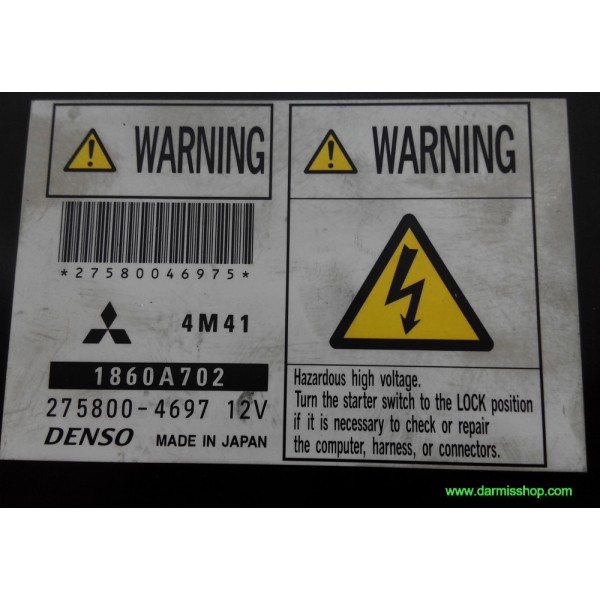 WARNING
*27580046975*
4M41
1860A702
275800-4697 12V
DENSO MADE IN JAPAN
WARNING
Hazardous high voltage.
Turn the starter switch to the LOCK position
if it is necessary to check or repair
the computer, harness, or connectors.
www.darmisshop.com